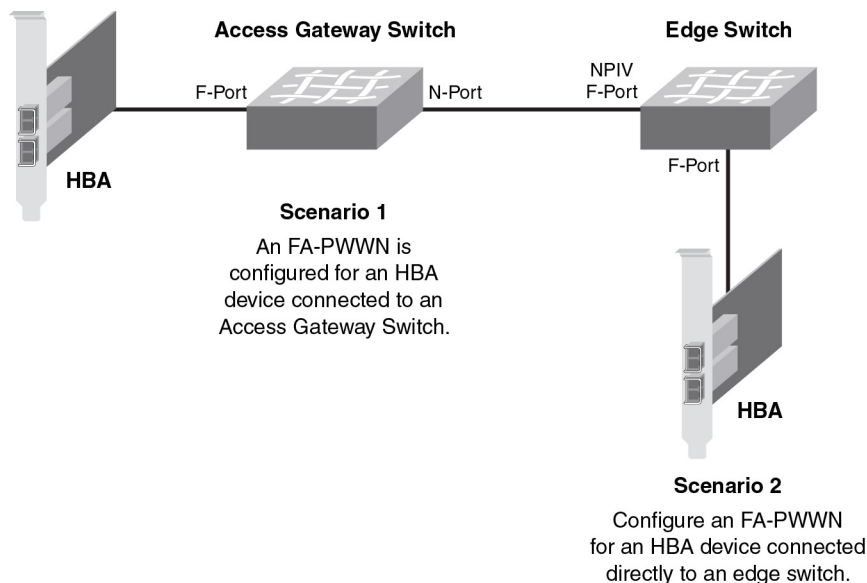 Access Gateway Switch
Edge Switch
F-Port
N-Port
NPIV
F-Port
HBA
F-Port
Scenario 1
An FA-PWWN is
configured for an HBA
device connected to an
Access Gateway Switch.
HBA
Scenario 2
Configure an FA-PWWN
for an HBA device connected
directly to an edge switch.